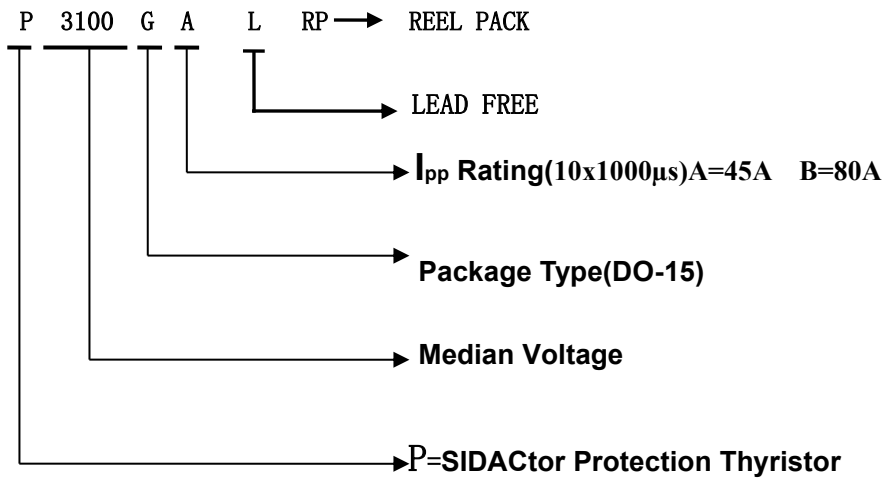 P 3100 G A L RP REEL PACK
LEAD FREE
Ipp Rating(10x1000μs)A=45A B=80A
Package Type(DO-15)
Median Voltage
P=SIDACtor Protection Thyristor